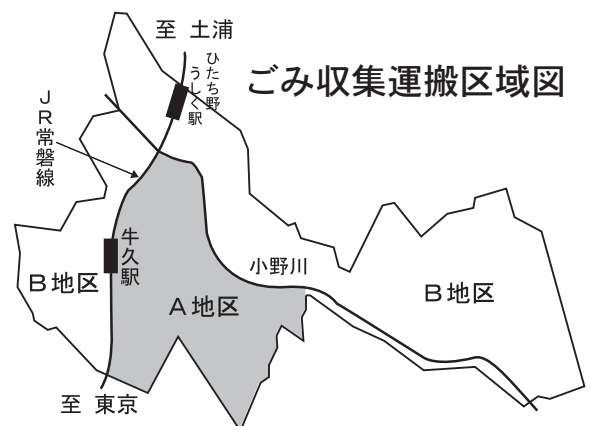 至 土浦
ごみ収集運搬区域図
ひたち野
うしく駅
JR常磐線
牛久駅
小野川
B地区
A地区
B地区
至 東京